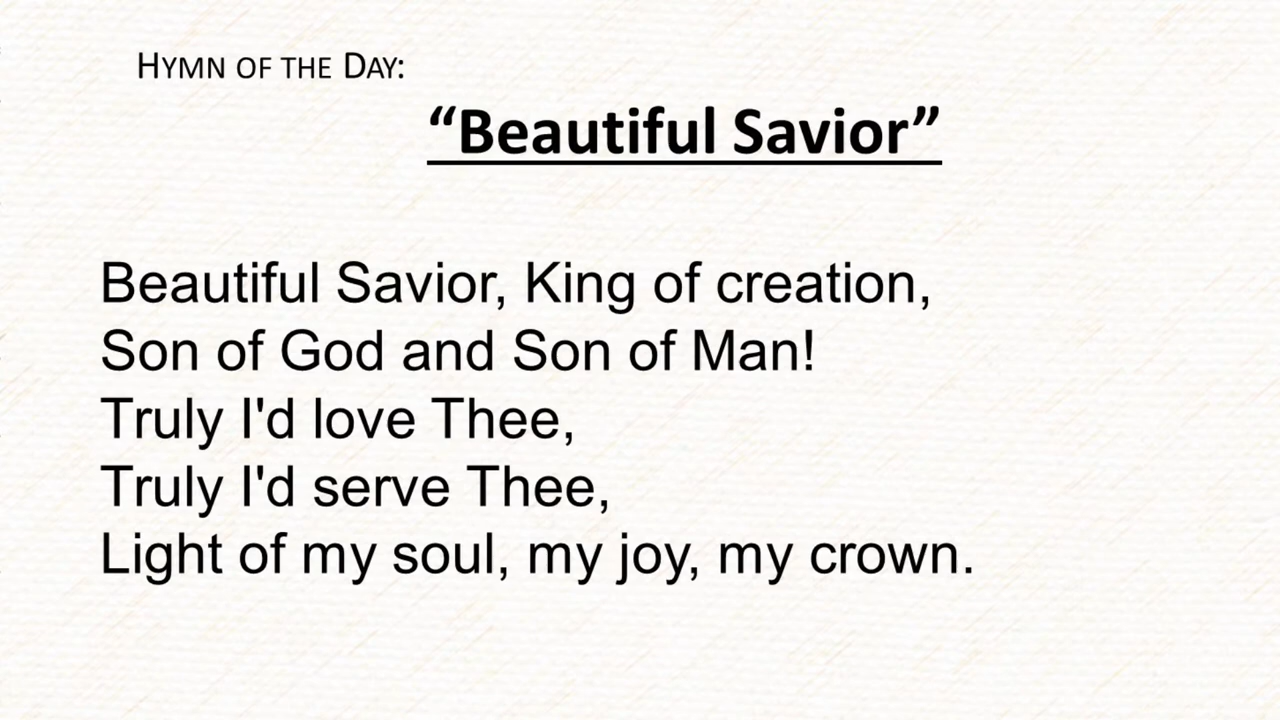 HYMN OF THE DAY:
“Beautiful Savior”
Beautiful Savior, King of creation,
Son of God and Son of Man!
Truly I'd love Thee,
Truly I'd serve Thee,
Light of my soul, my joy, my crown.